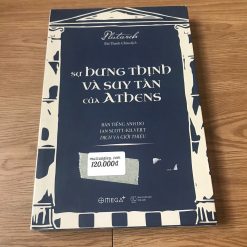 Plutarch
SỰ HƯNG THỊNH
VÀ SUY TÀN
CỦA ATHENS
BẢN TIẾNG ANH DO
IAN SCOTT-KILVERT
DỊCH VÀ GIỚI THIỆU
120.000đ
OMEGA+